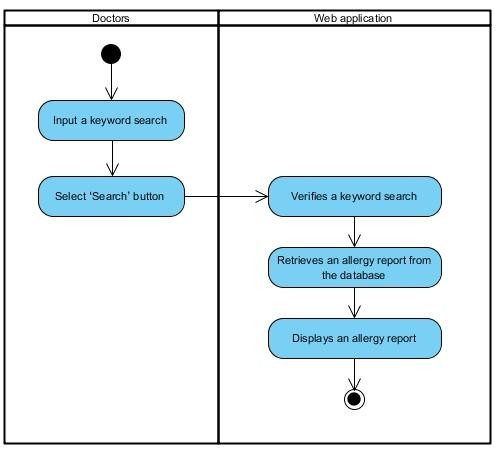 Doctors
Web application
Input a keyword search
Select ‘Search’ button
Verifies a keyword search
Retrieves an allergy report from
the database
Displays an allergy report